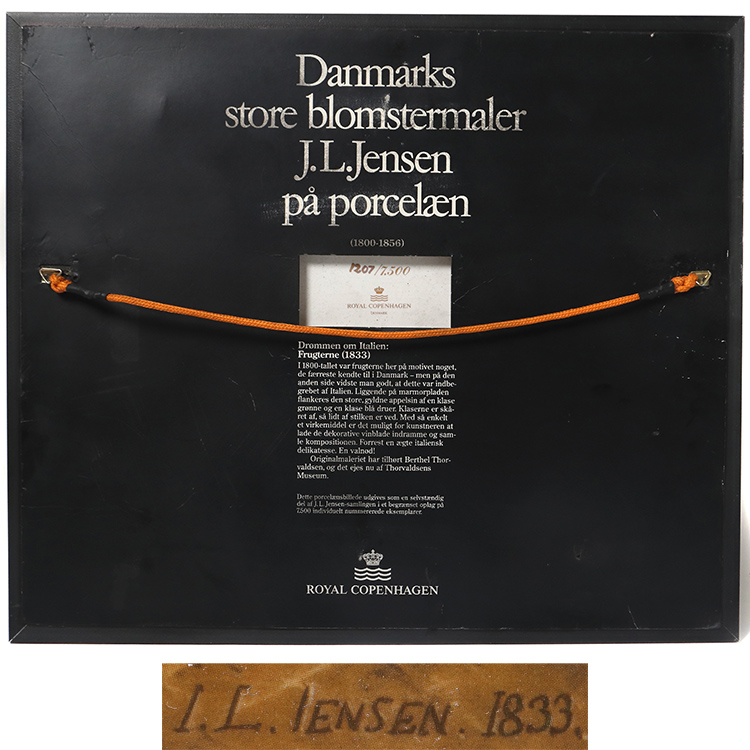 Danmarks
store blomstermaler
J.L.Jensen
på porcelæn
(1800-1856)
1207/7.500
ROYAL COPENHAGEN
DENMARK
Drømmen om Italien:
Frugterne (1833)
I 1800-tallet var frugterne her på motivet noget,
de færreste kendte til i Danmark – men på den
anden side vidste man godt, at dette var indbe-
grebet af Italien. Liggende på marmorpladen
flankeres den store, gyldne appelsin af en klase
grønne og en klase blå druer. Klaserne er skå-
ret af, så lidt af stilken er ved. Med så enkelt
et virkemiddel er det muligt for kunstneren at
lade de dekorative vinblade indramme og sam-
le kompositionen. Forrest en ægte italiensk
delikatesse. En valnød!
Originalmaleriet har tilhørt Berthel Thor-
valdsen, og det ejes nu af Thorvaldsens
Museum.
Dette porcelænsbillede udgives som en selvstændig
del af J.L. Jensen-samlingen i et begrænset oplag på
7.500 individuelt nummererede eksemplarer.
ROYAL COPENHAGEN
I. L. IENSEN. 1833.